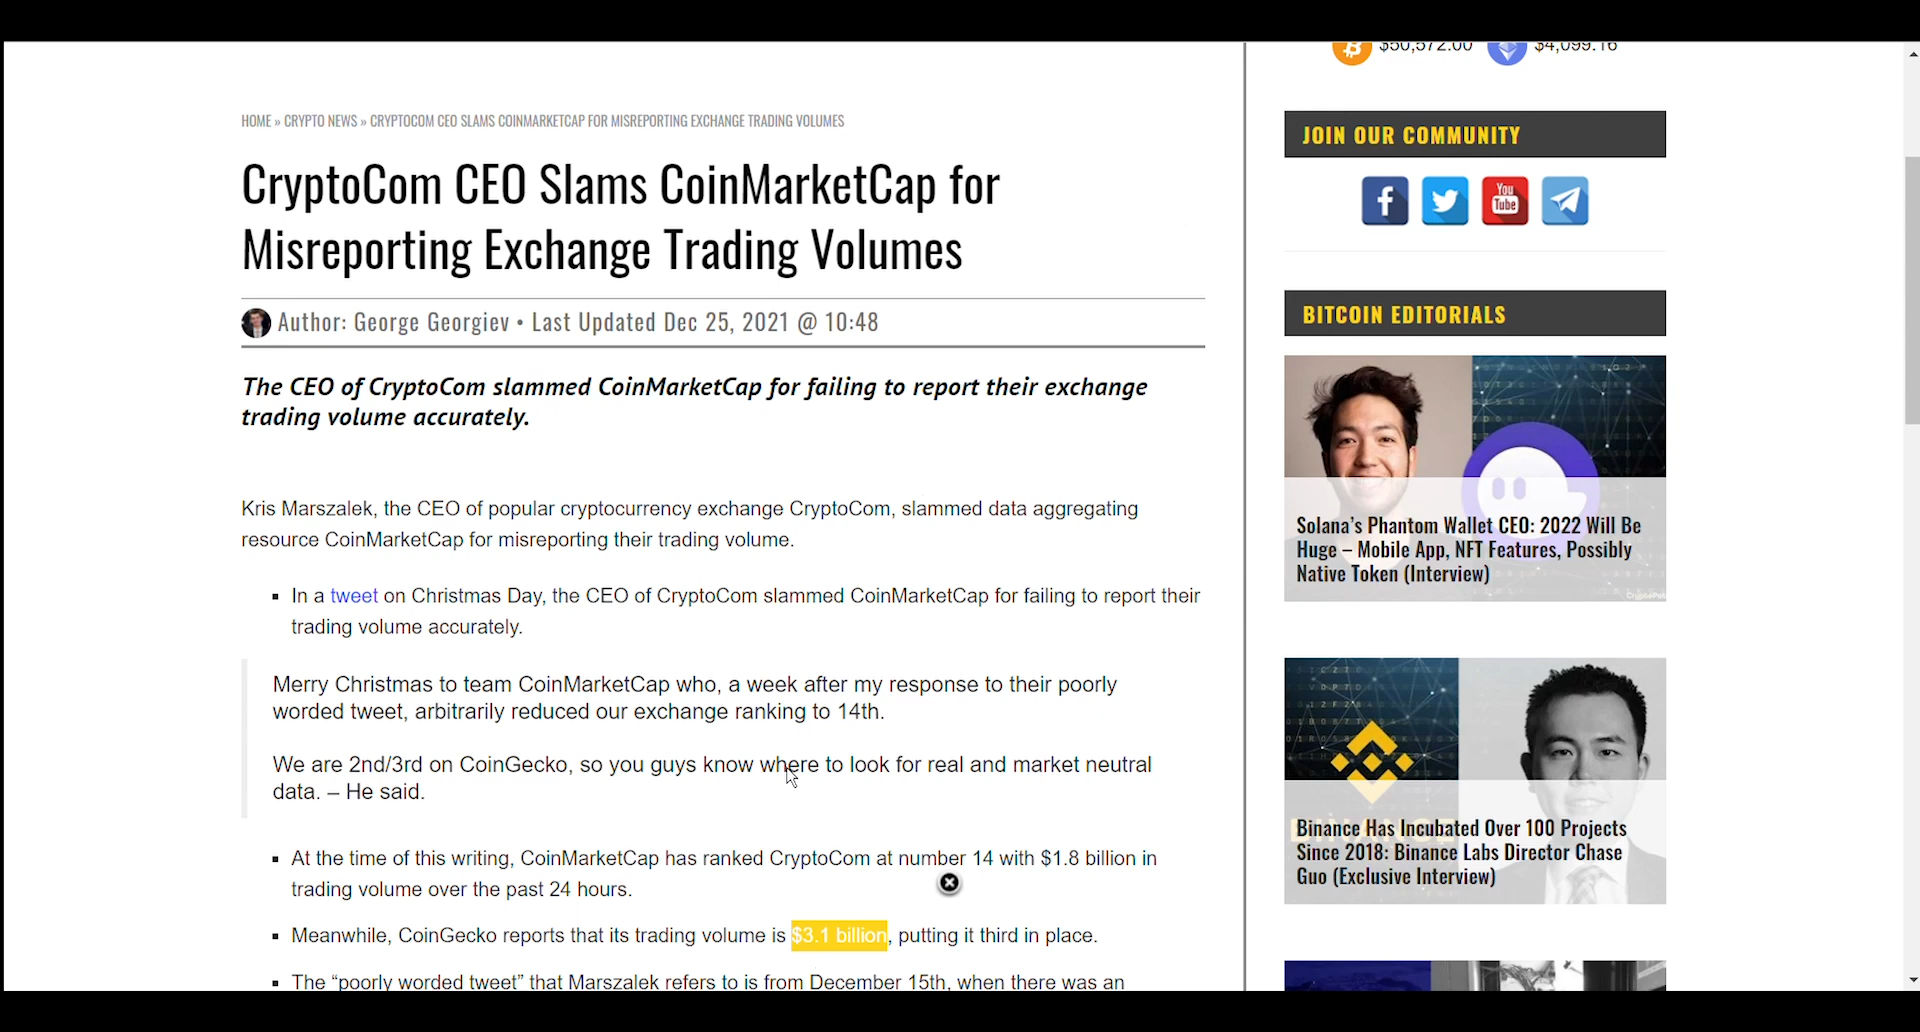 $50,572.00 $4,099.16
HOME » CRYPTO NEWS » CRYPTOCOM CEO SLAMS COINMARKETCAP FOR MISREPORTING EXCHANGE TRADING VOLUMES
CryptoCom CEO Slams CoinMarketCap for
Misreporting Exchange Trading Volumes
Author: George Georgiev • Last Updated Dec 25, 2021 @ 10:48
The CEO of CryptoCom slammed CoinMarketCap for failing to report their exchange
trading volume accurately.
Kris Marszalek, the CEO of popular cryptocurrency exchange CryptoCom, slammed data aggregating
resource CoinMarketCap for misreporting their trading volume.
▪ In a tweet on Christmas Day, the CEO of CryptoCom slammed CoinMarketCap for failing to report their
trading volume accurately.
Merry Christmas to team CoinMarketCap who, a week after my response to their poorly
worded tweet, arbitrarily reduced our exchange ranking to 14th.
We are 2nd/3rd on CoinGecko, so you guys know where to look for real and market neutral
data. – He said.
▪ At the time of this writing, CoinMarketCap has ranked CryptoCom at number 14 with $1.8 billion in
trading volume over the past 24 hours.
▪ Meanwhile, CoinGecko reports that its trading volume is $3.1 billion, putting it third in place.
▪ The “poorly worded tweet” that Marszalek refers to is from December 15th, when there was an
JOIN OUR COMMUNITY
You
Tube
BITCOIN EDITORIALS
Solana’s Phantom Wallet CEO: 2022 Will Be
Huge – Mobile App, NFT Features, Possibly
Native Token (Interview)
Binance Has Incubated Over 100 Projects
Since 2018: Binance Labs Director Chase
Guo (Exclusive Interview)